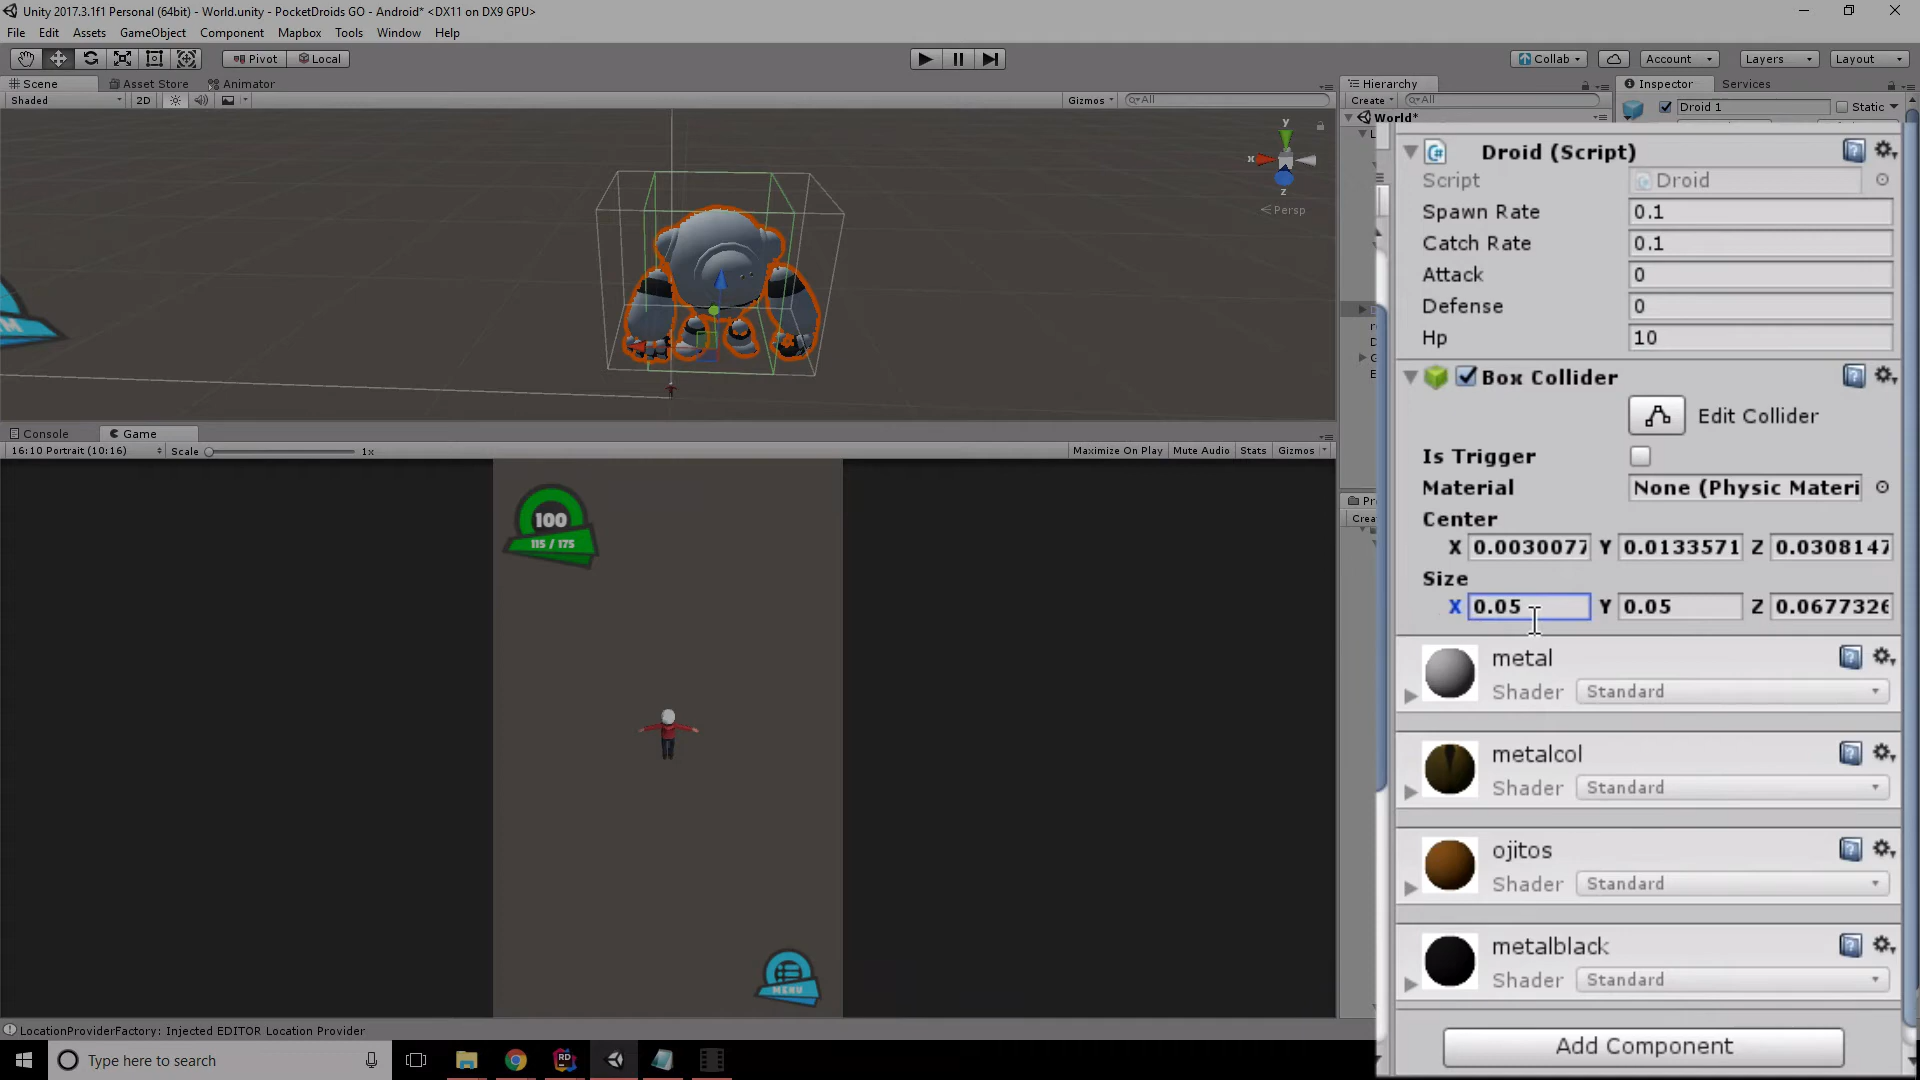 Unity 2017.3.1f1 Personal (64bit) - World.unity - PocketDroids GO - Android* <DX11 on DX9 GPU>
File Edit Assets GameObject Component Mapbox Tools Window Help
Pivot Local Collab Account Layers Layout
Scene Asset Store Animator Hierarchy Inspector Services
Shaded 2D Gizmos All Create All Droid 1 Static
World*
y
x
z
Persp
Droid (Script)
Script Droid
Spawn Rate 0.1
Catch Rate 0.1
Attack 0
Defense 0
Hp 10
Box Collider
Edit Collider
Is Trigger
Material None (Physic Materi
Center
X 0.0030077 Y 0.0133571 Z 0.0308147
Size
X 0.05 Y 0.05 Z 0.0677326
metal
Shader Standard
metalcol
Shader Standard
ojitos
Shader Standard
metalblack
Shader Standard
Add Component
Console Game
16:10 Portrait (10:16) Scale 1x Maximize On Play Mute Audio Stats Gizmos
100
115 / 175
MENU
LocationProviderFactory: Injected EDITOR Location Provider
Type here to search